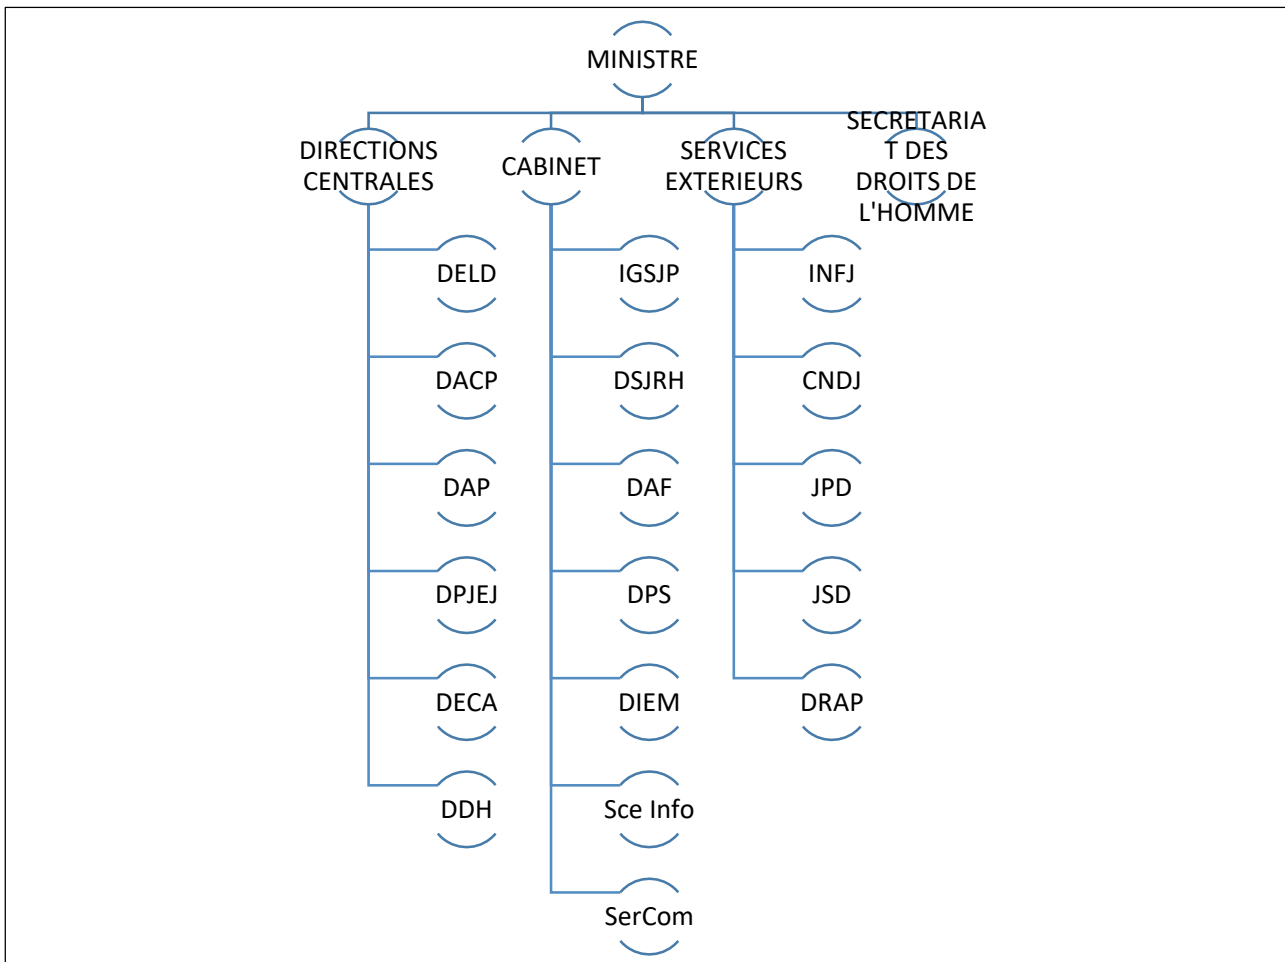 MINISTRE
DIRECTIONS
CENTRALES
CABINET
SERVICES
EXTERIEURS
SECRETARIA
T DES
DROITS DE
L'HOMME
DELD
DACP
DAP
DPJEJ
DECA
DDH
IGSJP
DSJRH
DAF
DPS
DIEM
Sce Info
SerCom
INFJ
CNDJ
JPD
JSD
DRAP